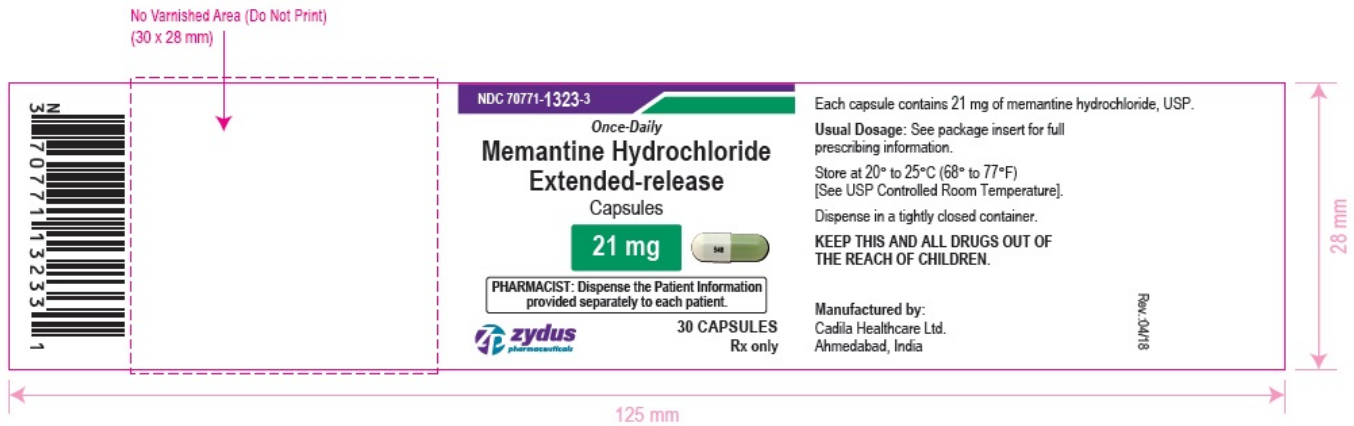 No Varnished Area (Do Not Print)
(30 x 28 mm)
N
3 70771 13233 1
NDC 70771-1323-3
Once-Daily
Memantine Hydrochloride
Extended-release
Capsules
21 mg
548
PHARMACIST: Dispense the Patient Information
provided separately to each patient.
zydus
pharmaceuticals
30 CAPSULES
Rx only
Each capsule contains 21 mg of memantine hydrochloride, USP.
Usual Dosage: See package insert for full
prescribing information.
Store at 20° to 25°C (68° to 77°F)
[See USP Controlled Room Temperature].
Dispense in a tightly closed container.
KEEP THIS AND ALL DRUGS OUT OF
THE REACH OF CHILDREN.
Manufactured by:
Cadila Healthcare Ltd.
Ahmedabad, India
Rev.:04/18
28 mm
125 mm